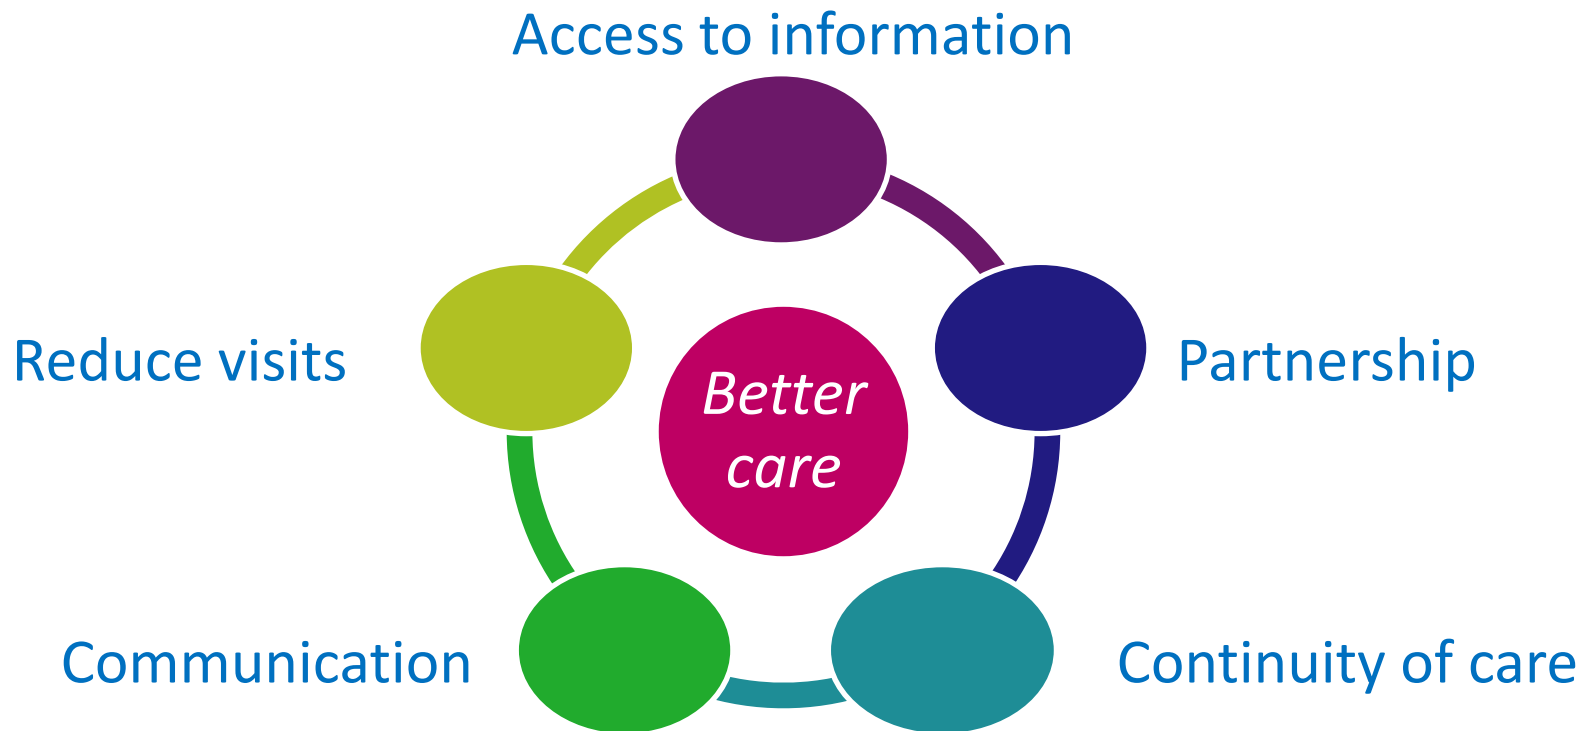 Access to information
Reduce visits
Partnership
Better
care
Communication
Continuity of care